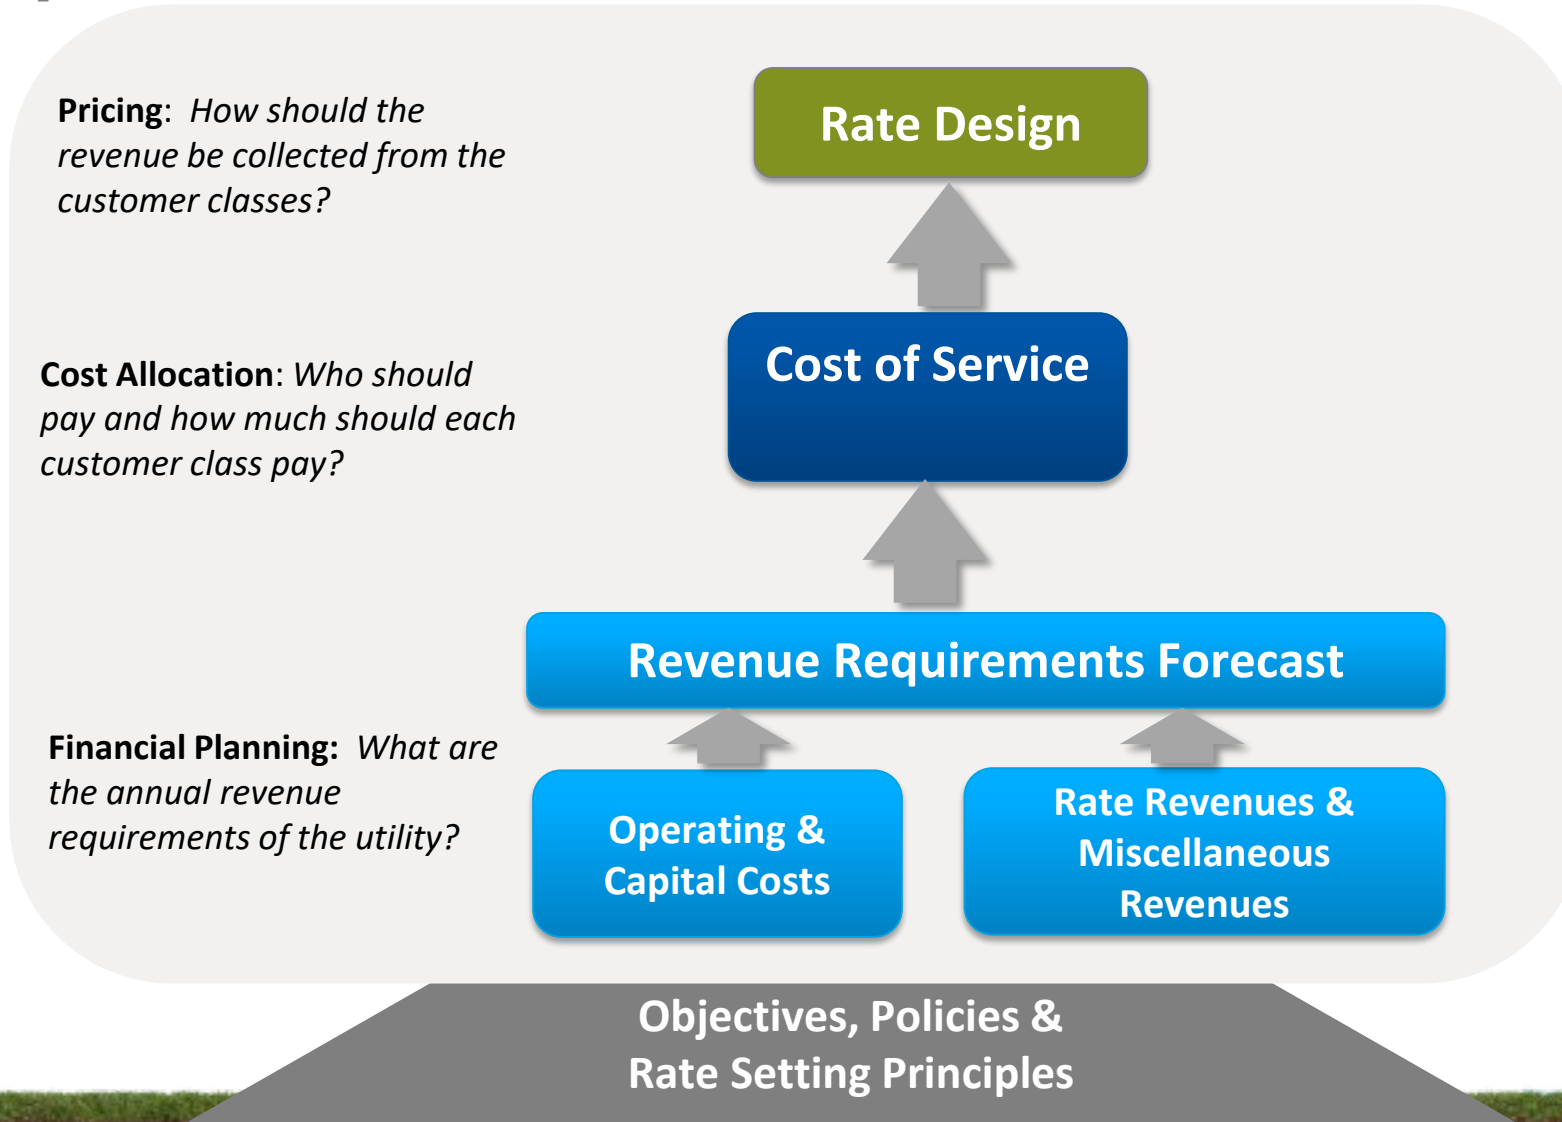 Pricing:  How should the
revenue be collected from the
customer classes?
Rate Design
Cost Allocation: Who should
pay and how much should each
customer class pay?
Cost of Service
Revenue Requirements Forecast
Financial Planning:  What are
the annual revenue
requirements of the utility?
Operating &
Capital Costs
Rate Revenues &
Miscellaneous
Revenues
Objectives, Policies &
Rate Setting Principles